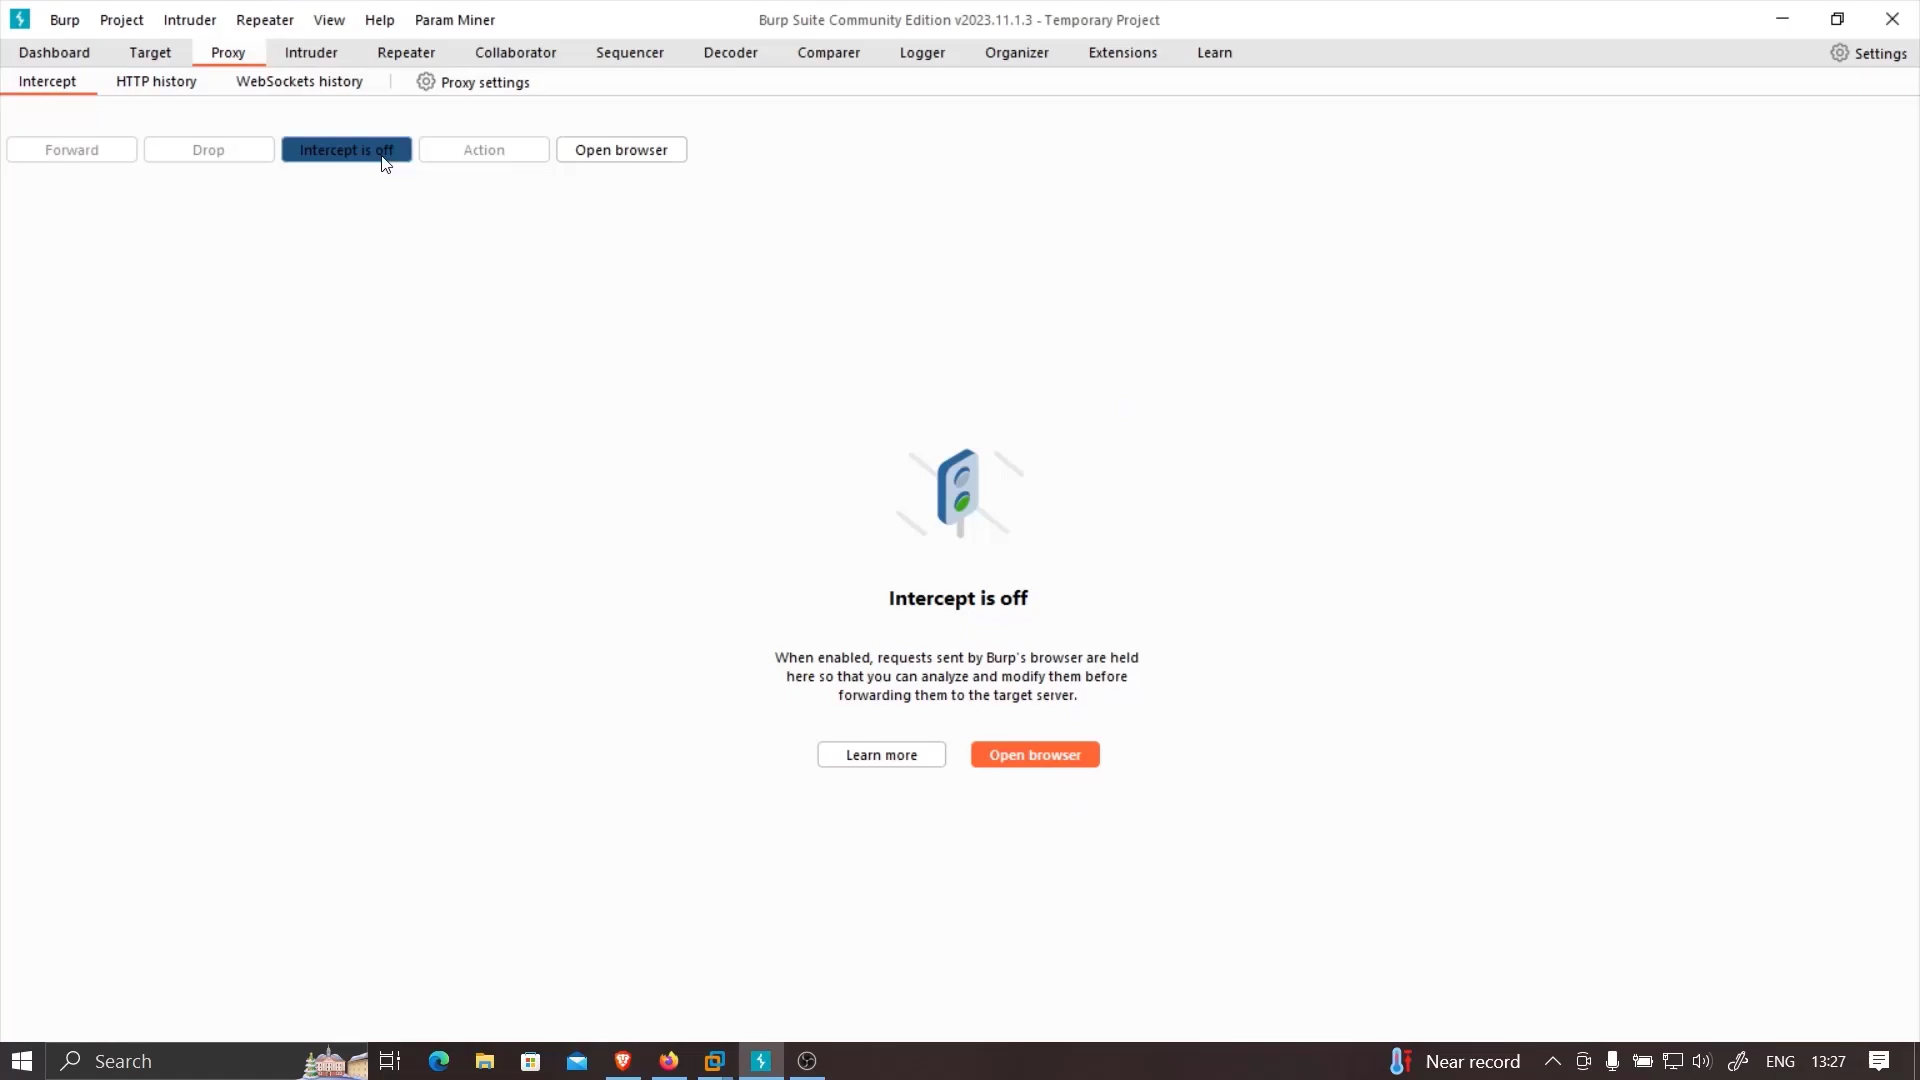 Burp Project Intruder Repeater View Help Param Miner Burp Suite Community Edition v2023.11.1.3 - Temporary Project
Dashboard Target Proxy Intruder Repeater Collaborator Sequencer Decoder Comparer Logger Organizer Extensions Learn Settings
Intercept HTTP history WebSockets history Proxy settings
Forward Drop Intercept is off Action Open browser
Intercept is off
When enabled, requests sent by Burp's browser are held
here so that you can analyze and modify them before
forwarding them to the target server.
Learn more Open browser
Search Near record ENG 13:27